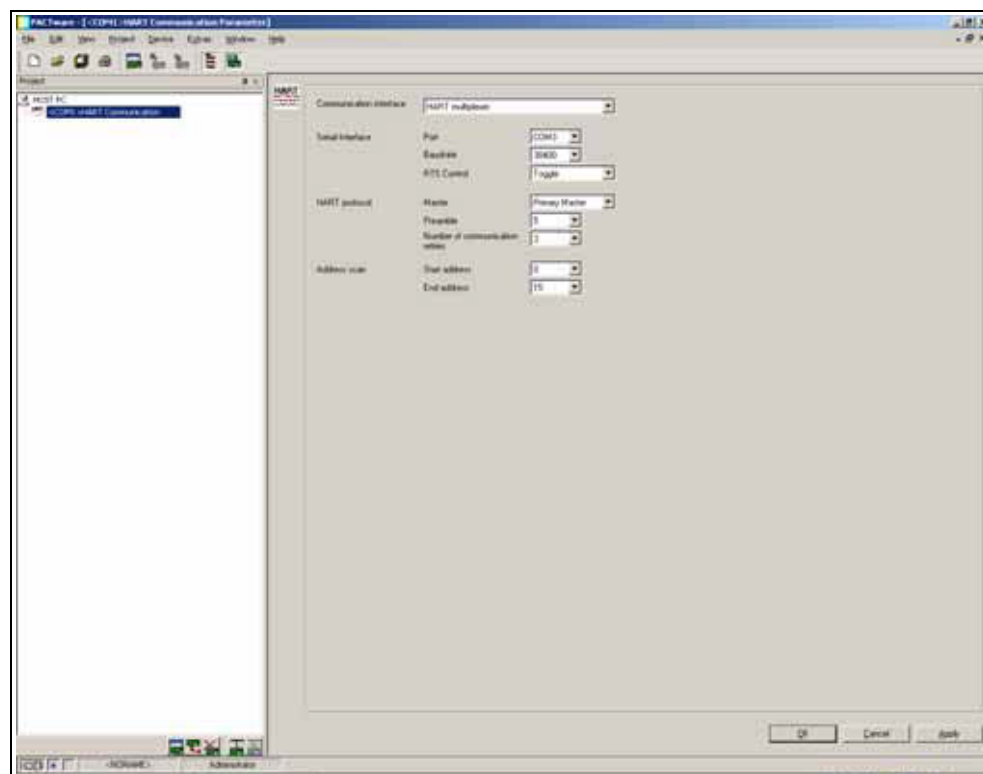 PACTware - [<COM1>HART Communication Parameter]
File Edit View Project Device Extras Window Help
Project
HOST PC
<COM1>HART Communication
HART
Communication interface HART multiplexer
Serial Interface Port COM3
Baudrate 38400
RTS Control Toggle
HART protocol Master Primary Master
Preamble 5
Number of communication retries 3
Address scan Start address 0
End address 15
OK Cancel Apply
<NONAME> Administrator